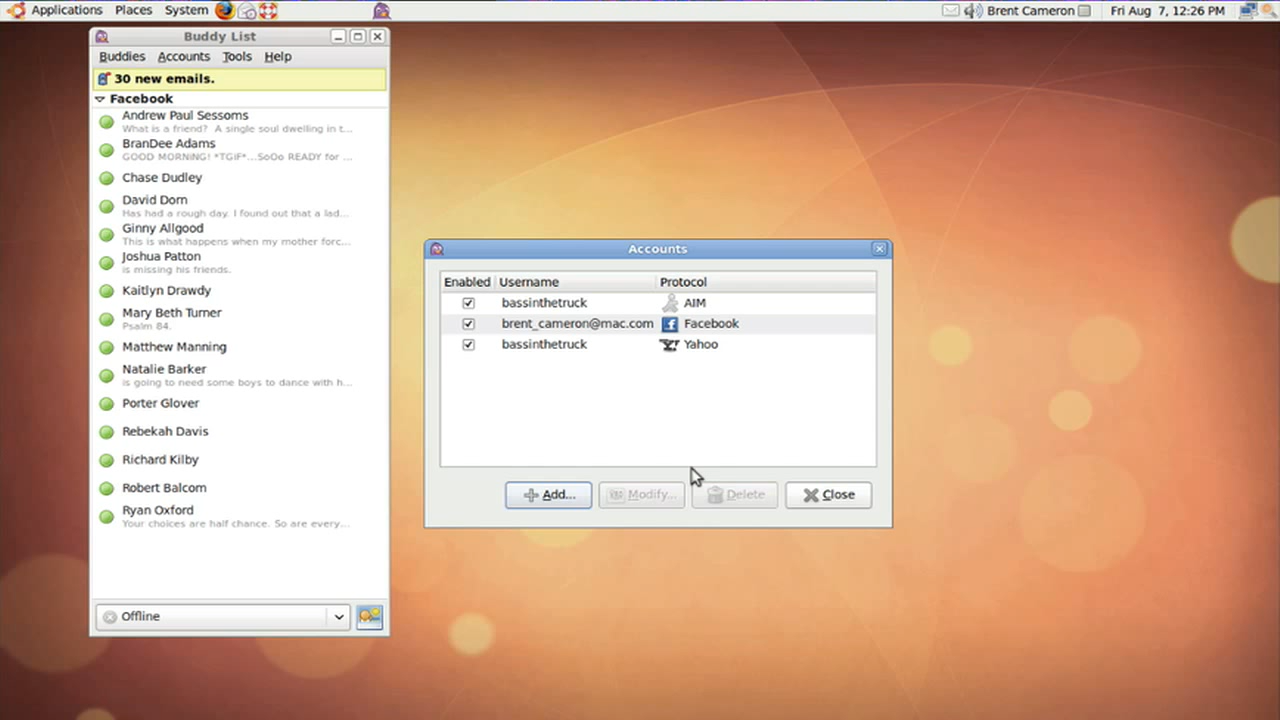 Applications Places System
Brent Cameron Fri Aug 7, 12:26 PM
Buddy List
Buddies Accounts Tools Help
30 new emails.
Facebook
Andrew Paul Sessoms
What is a friend? A single soul dwelling in t...
BranDee Adams
GOOD MORNING! *TGIF*...SoOo READY for ...
Chase Dudley
David Dorn
Has had a rough day. I found out that a lad...
Ginny Allgood
This is what happens when my mother forc...
Joshua Patton
is missing his friends.
Kaitlyn Drawdy
Mary Beth Turner
Psalm 84.
Matthew Manning
Natalie Barker
is going to need some boys to dance with h...
Porter Glover
Rebekah Davis
Richard Kilby
Robert Balcom
Ryan Oxford
Your choices are half chance. So are every...
Offline
Accounts
Enabled Username Protocol
bassinthetruck AIM
brent_cameron@mac.com Facebook
bassinthetruck Yahoo
Add... Modify... Delete Close